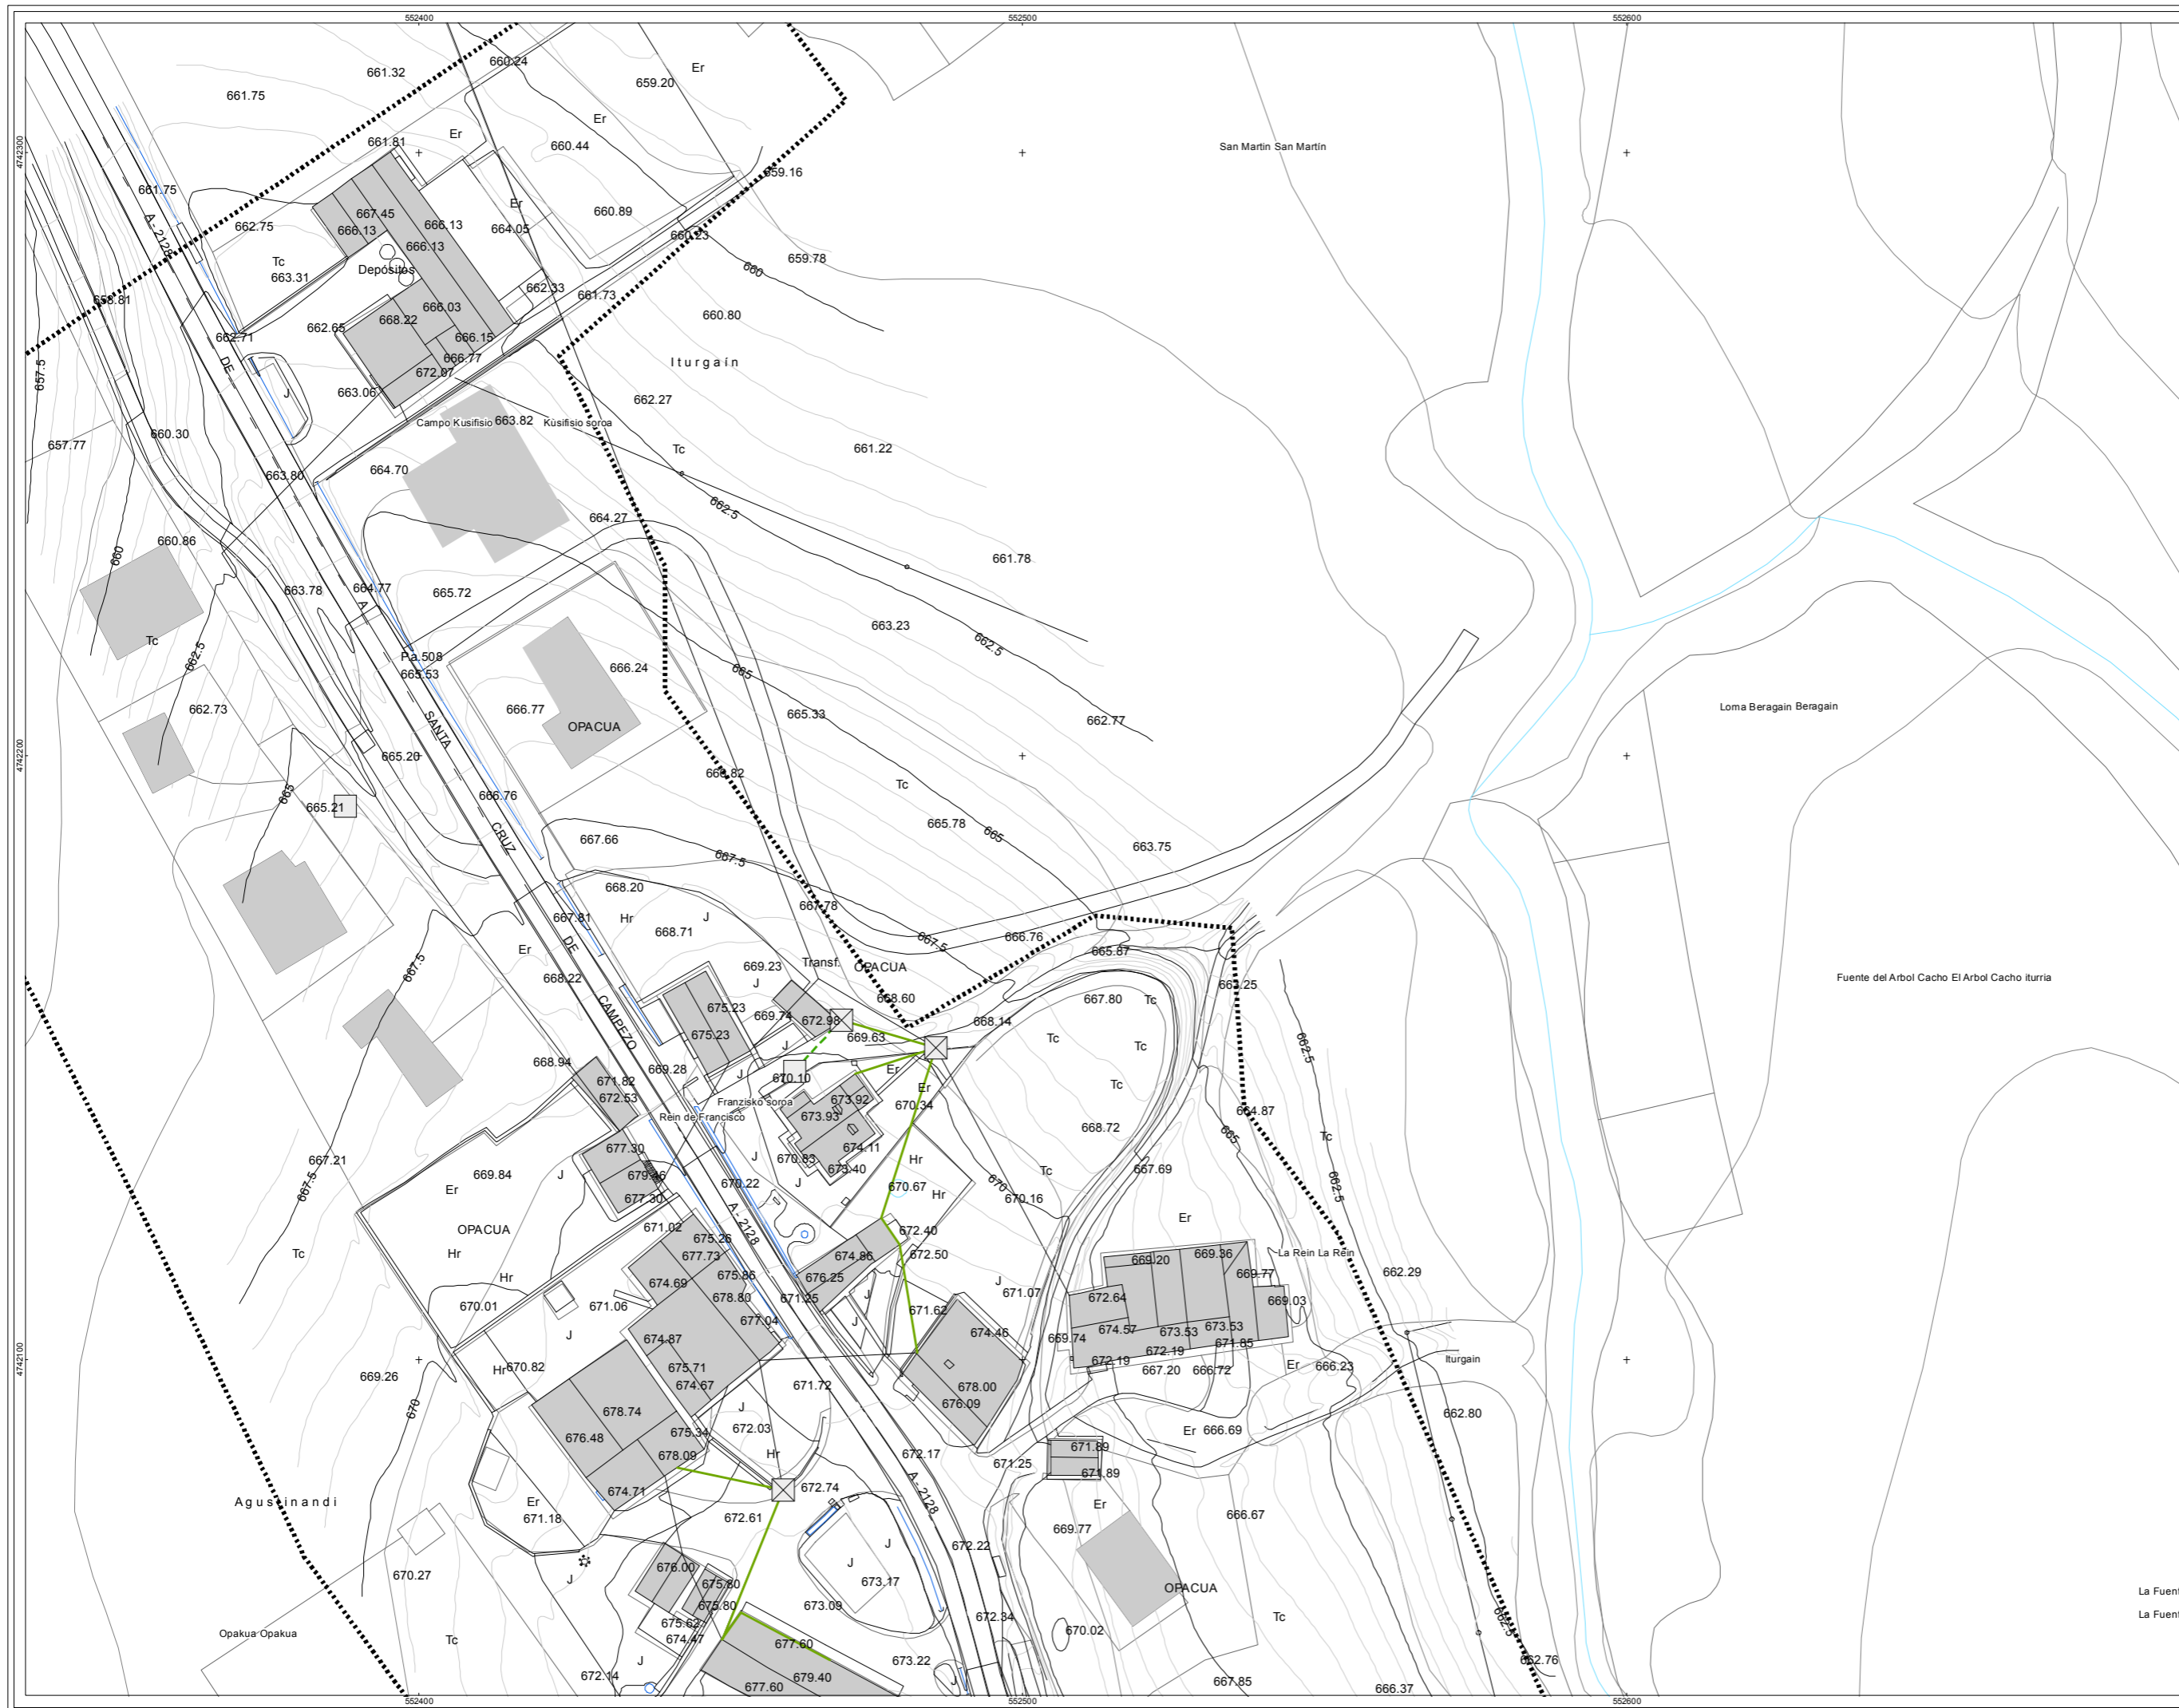 552400
552500
552600
660.24
661.32
659.20
Er
661.75
Er
Er
661.81
660.44
San Martin San Martín
4742300
659.16
661.75
Er
667.45
666.13
660.89
A-2128
662.75
666.13
664.05
666.13
660.23
Tc
659.78
663.31
Depósitos
660
662.33
661.73
658.81
666.03
668.22
660.80
662.65
662.71
666.15
666.77
DE
Iturgain
657.5
672.07
J
663.06
662.27
Campo Kusifisio
663.82
Kusifisio soroa
660.30
657.77
Tc
661.22
664.70
663.80
662.5
664.27
660.86
660
661.78
663.78
664.77
665.72
A
663.23
Tc
662.5
662.5
P.a.508
665.53
666.24
665
662.73
666.77
665.33
Loma Beragain Beragain
662.77
SANTA
OPACUA
4742200
665.20
666.82
Tc
665
665.21
666.76
665.78
665
CRUZ
667.66
663.75
667.5
668.20
667.81
Hr
J
667.78
668.71
667.5
666.76
DE
Er
665.87
667.5
668.22
669.23
Transf.
OPACUA
Fuente del Arbol Cacho El Arbol Cacho iturria
J
663.25
668.60
667.80
Tc
CAMPEZO
675.23
669.74
672.98
668.14
675.23
669.63
Tc
Tc
J
662.5
668.94
669.28
J
670.10
Er
671.82
672.53
Er
Tc
673.92
Franzisko soroa
670.34
673.93
Rein de Francisco
664.87
668.72
665
Tc
677.30
674.11
667.21
670.83
Hr
669.84
J
J
679.46
673.40
667.69
Tc
667.5
Er
670.22
J
670.67
670
662.5
677.30
Hr
670.16
OPACUA
671.02
A-2128
672.40
Er
675.26
677.73
674.86
672.50
Tc
Hr
669.20
669.36
La Rein La Rein
Hr
674.69
675.86
676.25
669.77
662.29
J
671.07
678.80
J
670.01
671.06
671.25
672.64
669.03
671.62
J
J
677.04
674.46
674.57
673.53
673.53
674.87
669.74
671.85
4742100
672.19
672.19
Iturgain
Hr
670.82
675.71
667.20
666.72
Er
666.23
669.26
674.67
671.72
678.00
676.09
670
678.74
J
672.03
662.80
675.34
Er
666.69
676.48
Hr
672.17
671.89
678.09
671.25
671.89
672.74
674.71
Agustinandi
Er
A-2128
Er
671.18
672.61
666.67
669.77
672.22
J
676.00
J
J
670.27
675.80
673.17
OPACUA
La Fuent
675.80
673.09
672.34
Tc
La Fuent
675.62
662.5
Opakua Opakua
Tc
674.47
677.60
670.02
J
673.22
662.76
672.14
679.40
J
667.85
677.60
666.37
552400
552500
552600